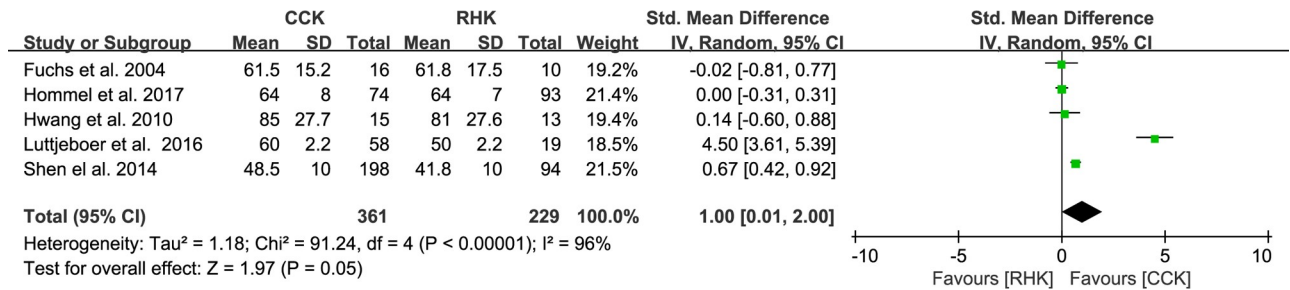 CCK RHK Std. Mean Difference Std. Mean Difference
Study or Subgroup Mean SD Total Mean SD Total Weight IV, Random, 95% CI IV, Random, 95% CI
Fuchs et al. 2004 61.5 15.2 16 61.8 17.5 10 19.2% -0.02 [-0.81, 0.77]
Hommel et al. 2017 64 8 74 64 7 93 21.4% 0.00 [-0.31, 0.31]
Hwang et al. 2010 85 27.7 15 81 27.6 13 19.4% 0.14 [-0.60, 0.88]
Luttjeboer et al. 2016 60 2.2 58 50 2.2 19 18.5% 4.50 [3.61, 5.39]
Shen el al. 2014 48.5 10 198 41.8 10 94 21.5% 0.67 [0.42, 0.92]
Total (95% CI) 361 229 100.0% 1.00 [0.01, 2.00]
Heterogeneity: Tau² = 1.18; Chi² = 91.24, df = 4 (P < 0.00001); I² = 96%
Test for overall effect: Z = 1.97 (P = 0.05)
-10 -5 0 5 10
Favours [RHK] Favours [CCK]